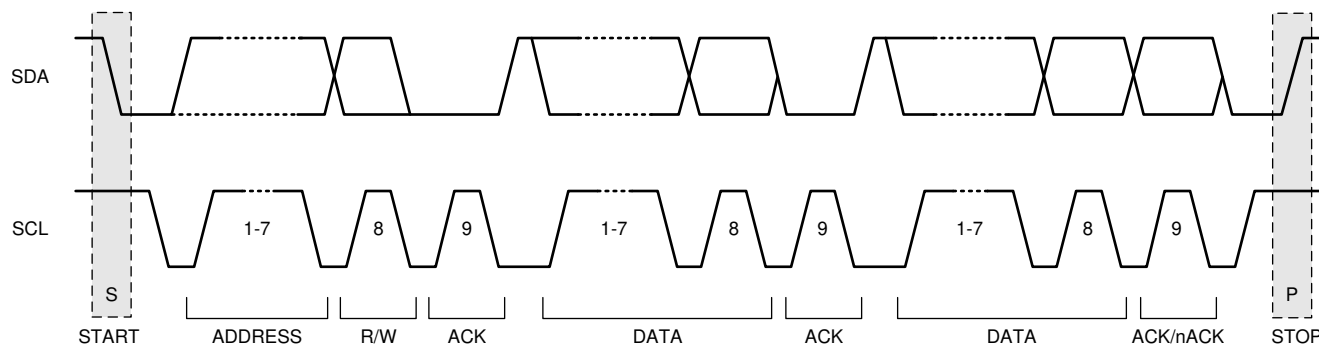 SDA
SCL
1-7 8 9 1-7 8 9 1-7 8 9
S P
START ADDRESS R/W ACK DATA ACK DATA ACK/nACK STOP